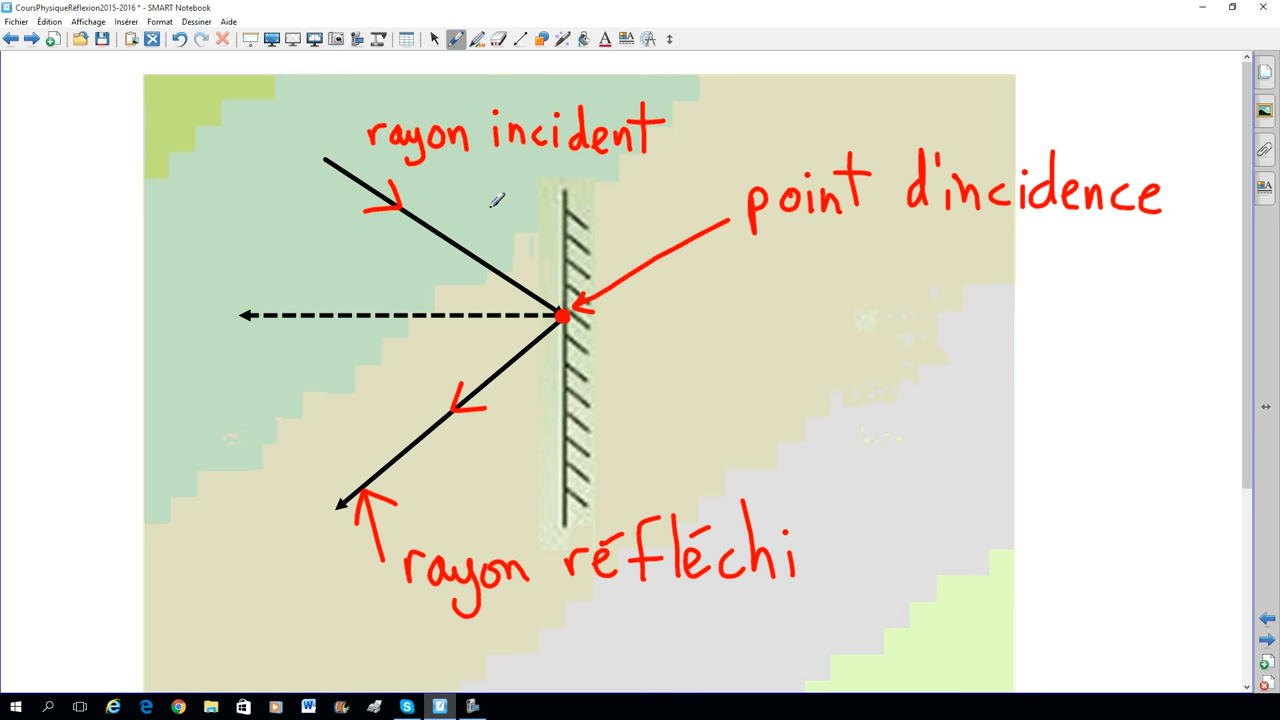 CoursPhysiqueRéflexion2015-2016 * - SMART Notebook
Fichier Édition Affichage Insérer Format Dessiner Aide
rayon incident
point d'incidence
rayon réfléchi